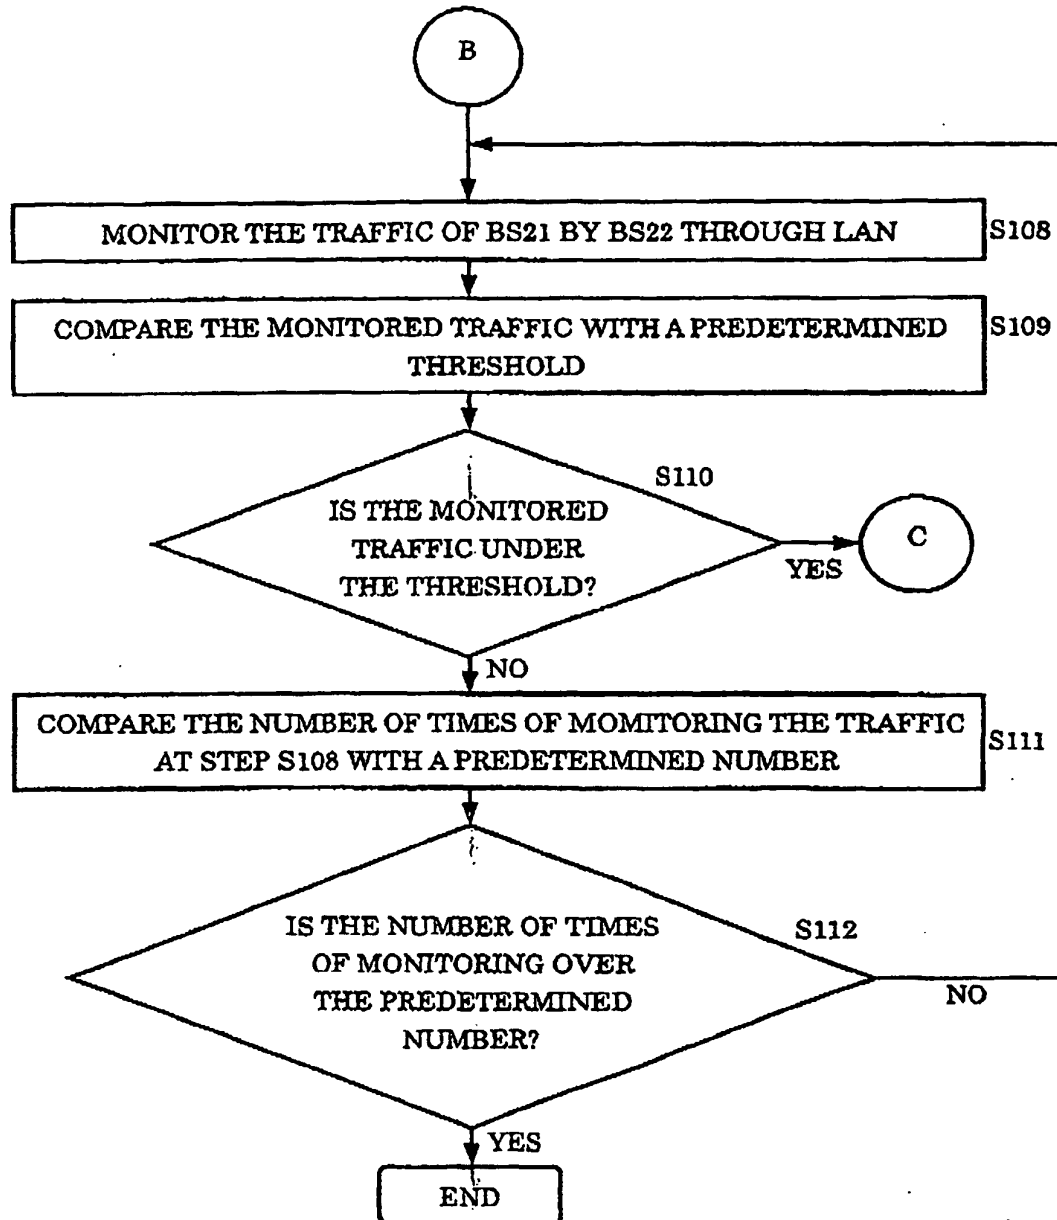 B
MONITOR THE TRAFFIC OF BS21 BY BS22 THROUGH LAN
S108
COMPARE THE MONITORED TRAFFIC WITH A PREDETERMINED
THRESHOLD
S109
S110
IS THE MONITORED
TRAFFIC UNDER
THE THRESHOLD?
C
YES
NO
COMPARE THE NUMBER OF TIMES OF MOMITORING THE TRAFFIC
AT STEP S108 WITH A PREDETERMINED NUMBER
S111
S112
IS THE NUMBER OF TIMES
OF MONITORING OVER
THE PREDETERMINED
NUMBER?
NO
YES
END